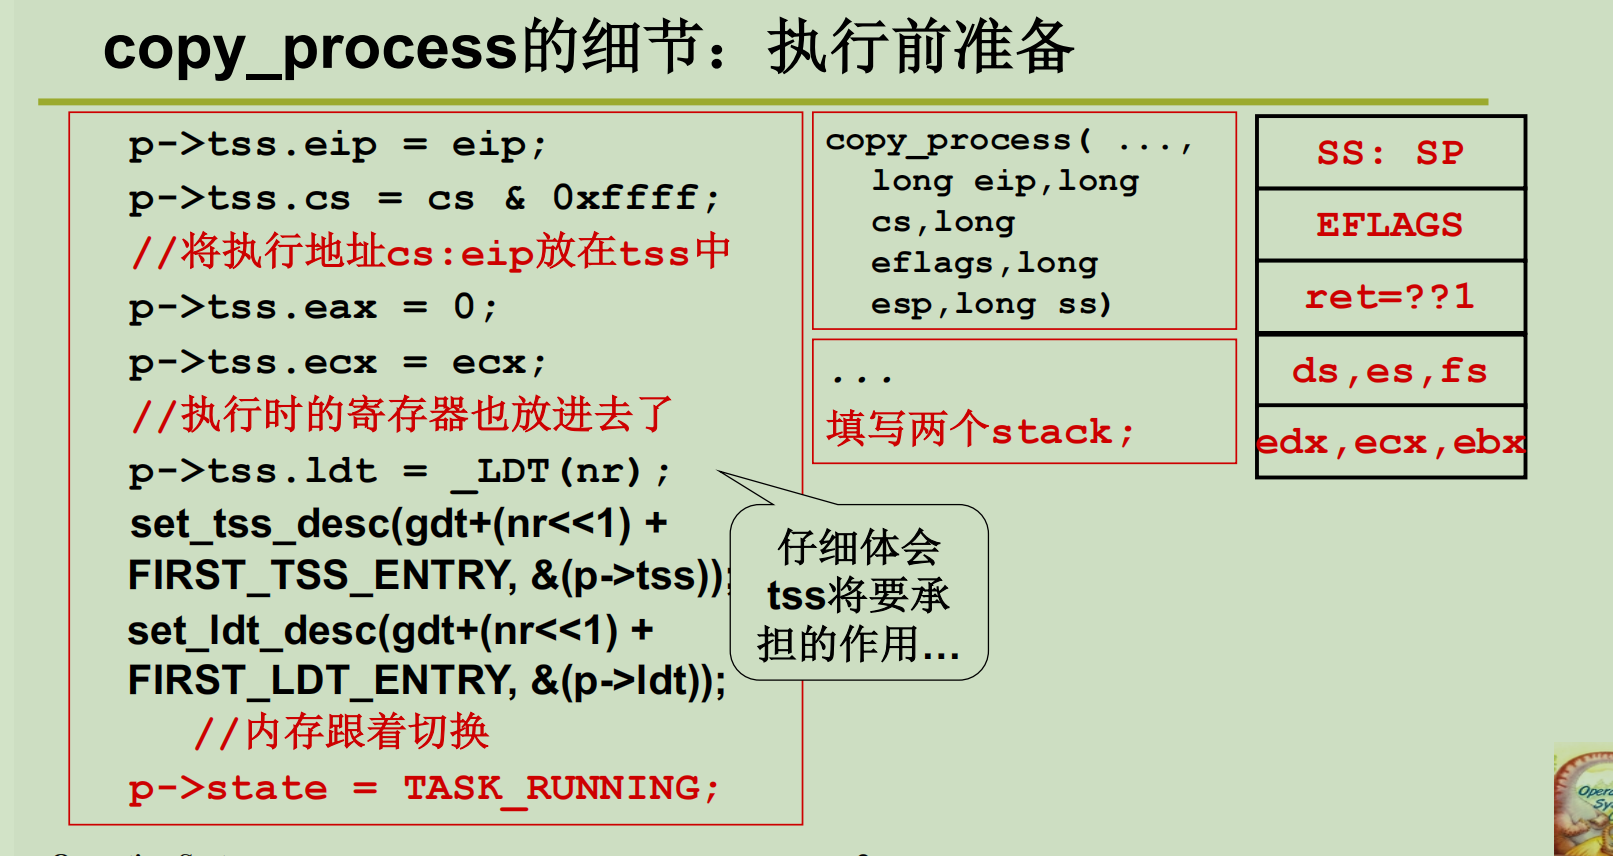 copy_process的细节：执行前准备
p->tss.eip = eip;
p->tss.cs = cs & 0xffff;
//将执行地址cs:eip放在tss中
p->tss.eax = 0;
p->tss.ecx = ecx;
//执行时的寄存器也放进去了
p->tss.ldt = _LDT(nr);
set_tss_desc(gdt+(nr<<1) +
FIRST_TSS_ENTRY, &(p->tss));
set_ldt_desc(gdt+(nr<<1) +
FIRST_LDT_ENTRY, &(p->ldt));
//内存跟着切换
p->state = TASK_RUNNING;
copy_process( ...,
long eip,long
cs,long
eflags,long
esp,long ss)
...
填写两个stack;
仔细体会
tss将要承
担的作用...
SS: SP
EFLAGS
ret=??1
ds,es,fs
edx,ecx,ebx